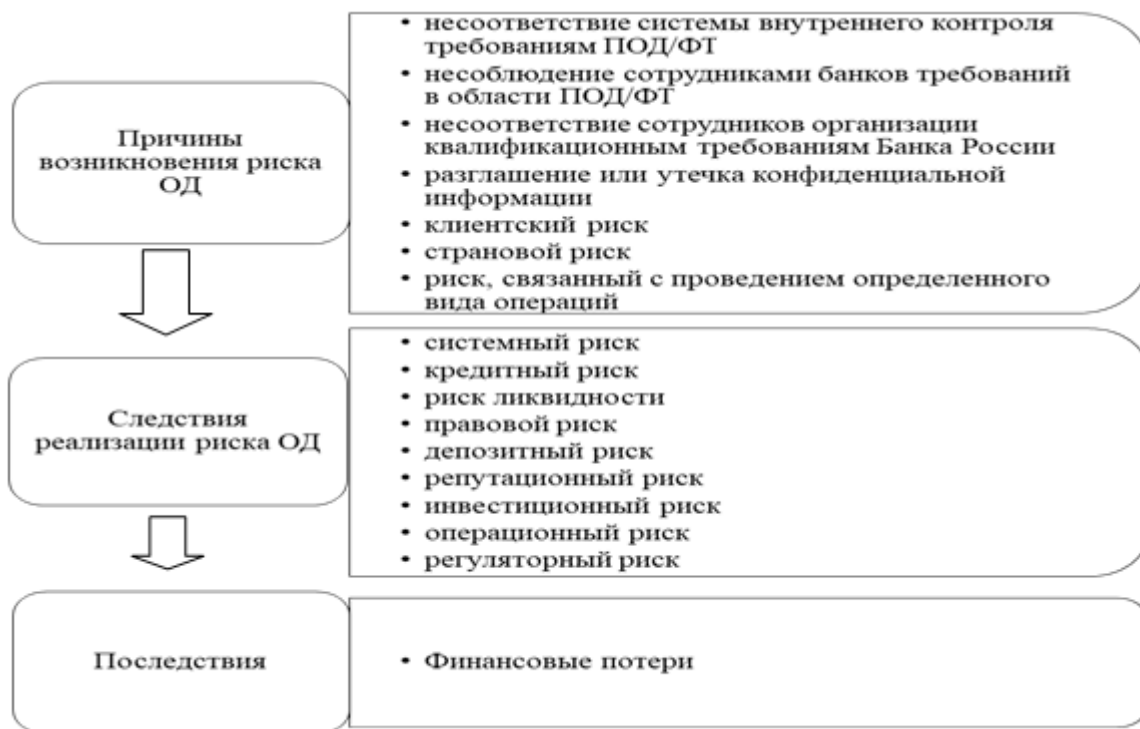 Причины
возникновения риска
ОД
• несоответствие системы внутреннего контроля
требованиям ПОД/ФТ
• несоблюдение сотрудниками банков требований
в области ПОД/ФТ
• несоответствие сотрудников организации
квалификационным требованиям Банка России
• разглашение или утечка конфиденциальной
информации
• клиентский риск
• страновой риск
• риск, связанный с проведением определенного
вида операций
Следствия
реализации риска ОД
• системный риск
• кредитный риск
• риск ликвидности
• правовой риск
• депозитный риск
• репутационный риск
• инвестиционный риск
• операционный риск
• регуляторный риск
Последствия
• Финансовые потери